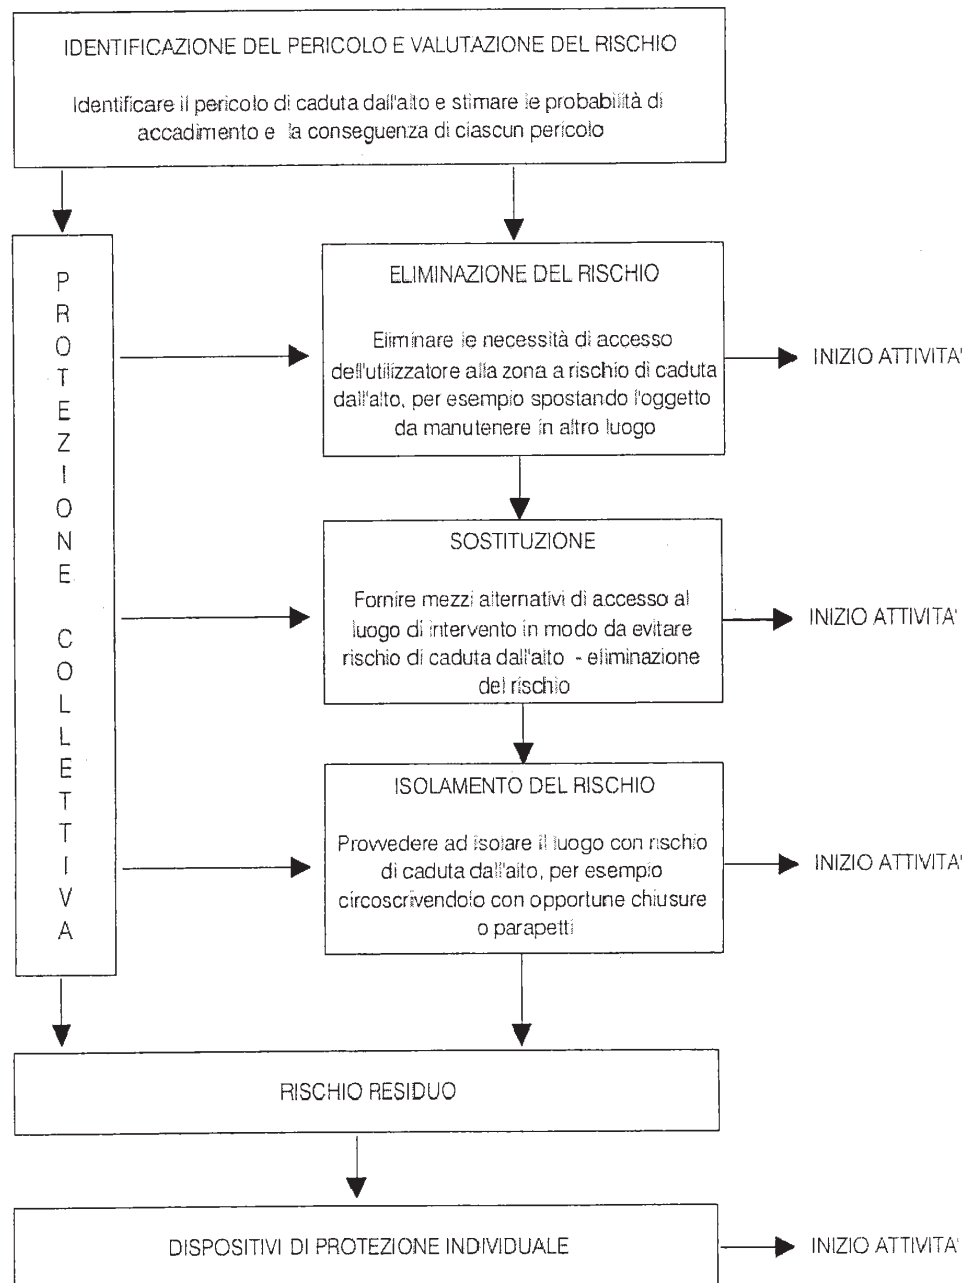 IDENTIFICAZIONE DEL PERICOLO E VALUTAZIONE DEL RISCHIO
Identificare il pericolo di caduta dall'alto e stimare le probabilità di
accadimento e la conseguenza di ciascun pericolo
PROTEZIONE COLLETTIVA
ELIMINAZIONE DEL RISCHIO
Eliminare le necessità di accesso
dell'utilizzatore alla zona a rischio di caduta
dall'alto, per esempio spostando l'oggetto
da manutenere in altro luogo
INIZIO ATTIVITA'
SOSTITUZIONE
Fornire mezzi alternativi di accesso al
luogo di intervento in modo da evitare
rischio di caduta dall'alto - eliminazione
del rischio
INIZIO ATTIVITA'
ISOLAMENTO DEL RISCHIO
Provvedere ad isolare il luogo con rischio
di caduta dall'alto, per esempio
circoscrivendolo con opportune chiusure
o parapetti
INIZIO ATTIVITA'
RISCHIO RESIDUO
DISPOSITIVI DI PROTEZIONE INDIVIDUALE
INIZIO ATTIVITA'